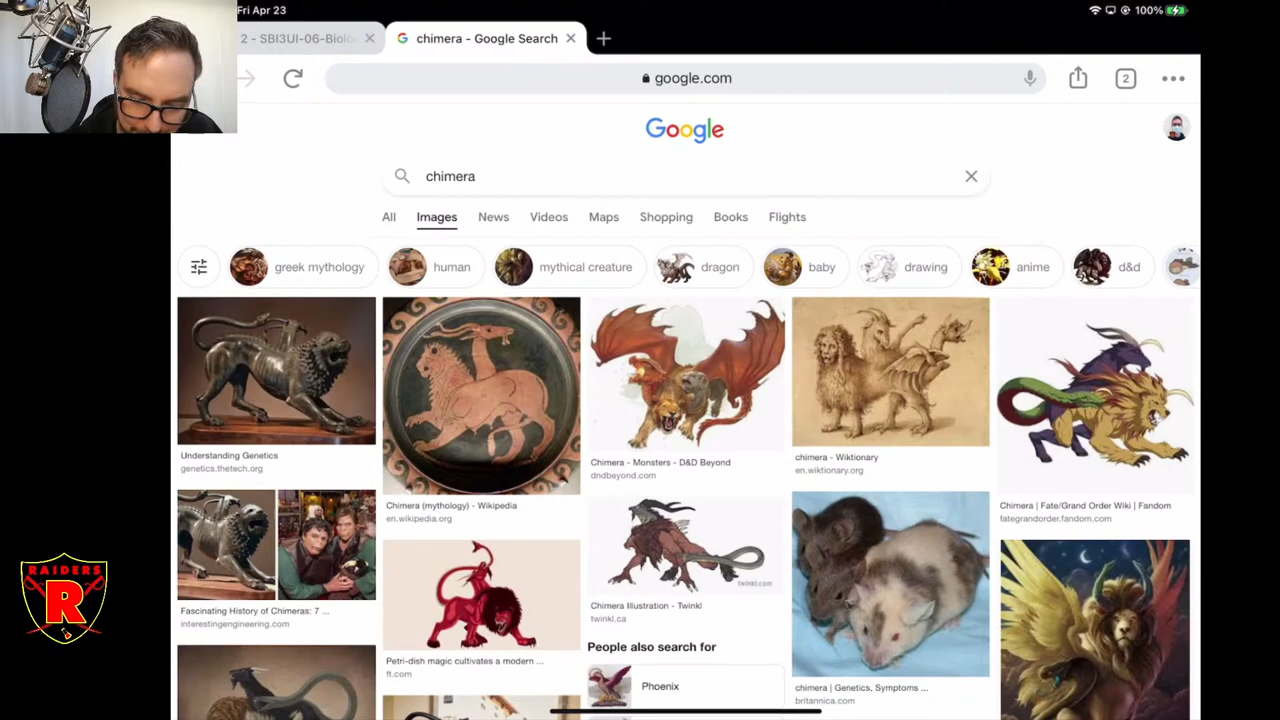 Fri Apr 23
100%
2 - SBI3UI-06-Biolo
chimera - Google Search
google.com
2
Google
chimera
All Images News Videos Maps Shopping Books Flights
greek mythology human mythical creature dragon baby drawing anime d&d
Understanding Genetics
genetics.thetech.org
Chimera (mythology) - Wikipedia
en.wikipedia.org
Chimera - Monsters - D&D Beyond
dndbeyond.com
chimera - Wiktionary
en.wiktionary.org
Chimera | Fate/Grand Order Wiki | Fandom
fategrandorder.fandom.com
Fascinating History of Chimeras: 7 ...
interestingengineering.com
Petri-dish magic cultivates a modern ...
ft.com
twinkl.com
Chimera Illustration - Twinkl
twinkl.ca
People also search for
Phoenix
chimera | Genetics, Symptoms ...
britannica.com
RAIDERS
R